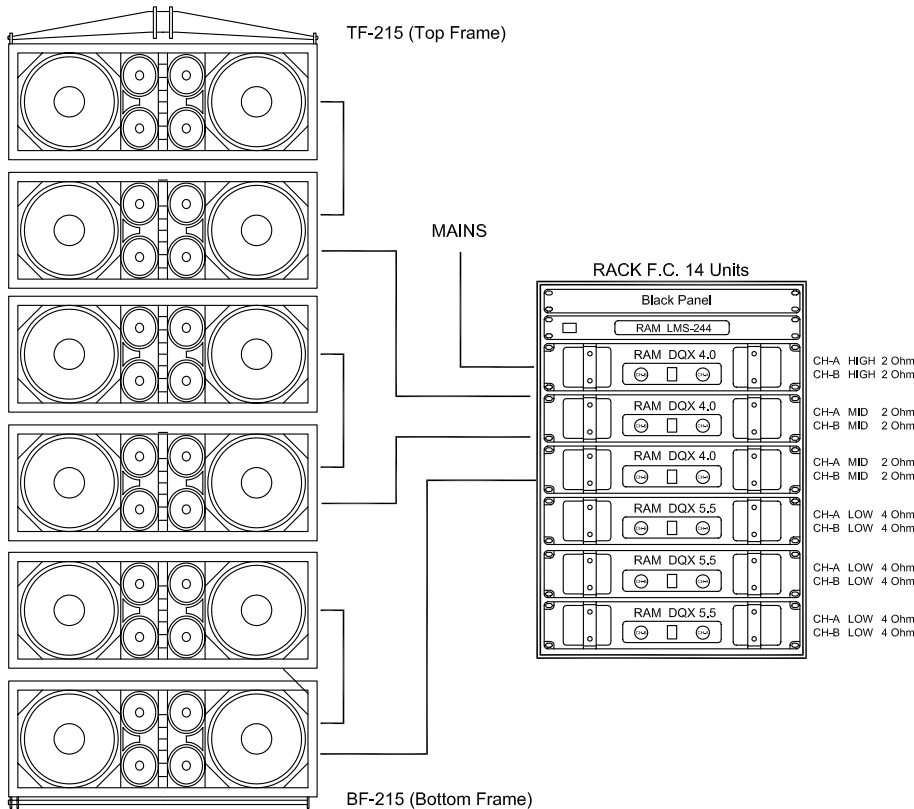 TF-215 (Top Frame)
MAINS
RACK F.C. 14 Units
Black Panel
RAM LMS-244
RAM DQX 4.0
CH-A HIGH 2 Ohm
CH-B HIGH 2 Ohm
RAM DQX 4.0
CH-A MID 2 Ohm
CH-B MID 2 Ohm
RAM DQX 4.0
CH-A MID 2 Ohm
CH-B MID 2 Ohm
RAM DQX 5.5
CH-A LOW 4 Ohm
CH-B LOW 4 Ohm
RAM DQX 5.5
CH-A LOW 4 Ohm
CH-B LOW 4 Ohm
RAM DQX 5.5
CH-A LOW 4 Ohm
CH-B LOW 4 Ohm
BF-215 (Bottom Frame)